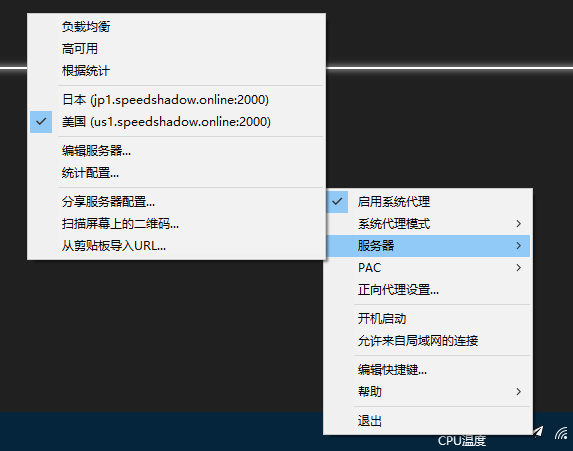 负载均衡
高可用
根据统计
日本 (jp1.speedshadow.online:2000)
美国 (us1.speedshadow.online:2000)
编辑服务器...
统计配置...
分享服务器配置...
扫描屏幕上的二维码...
从剪贴板导入URL...
启用系统代理
系统代理模式
服务器
PAC
正向代理设置...
开机启动
允许来自局域网的连接
编辑快捷键...
帮助
退出
CPU温度